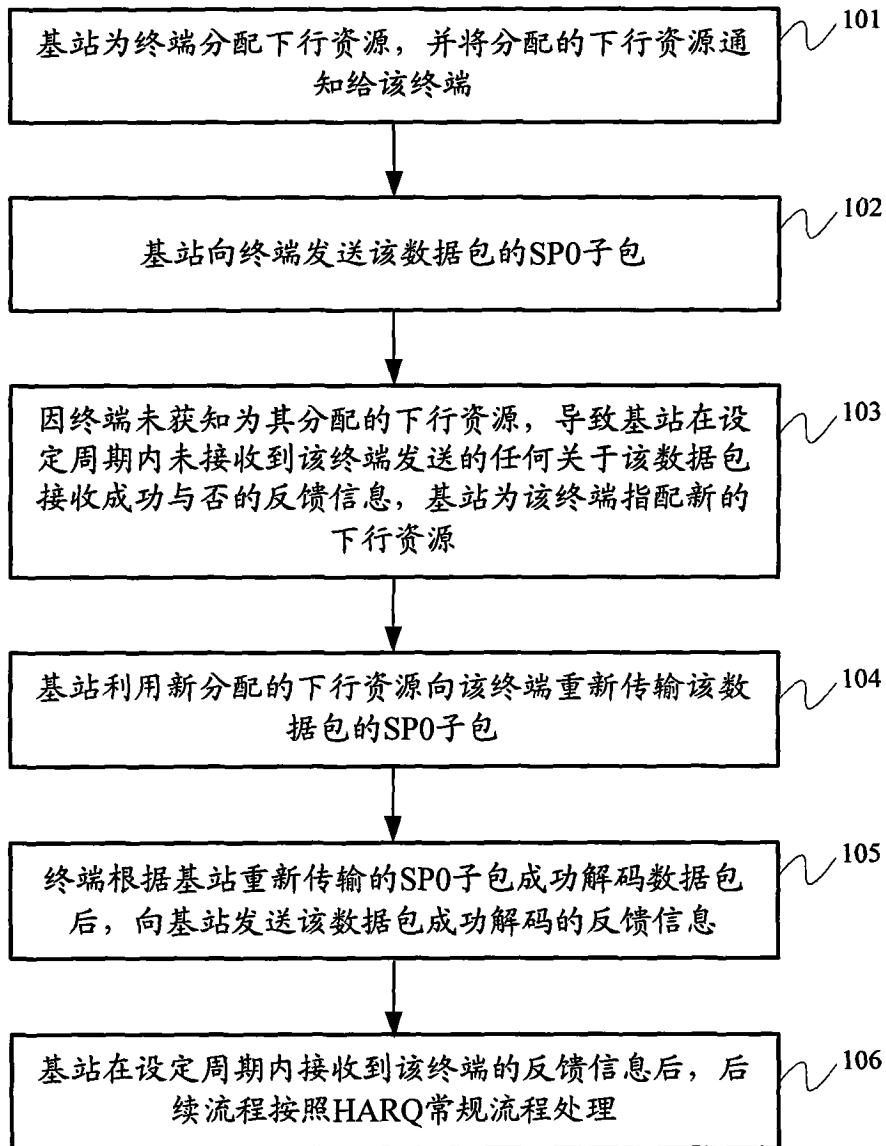 基站为终端分配下行资源，并将分配的下行资源通
知给该终端
101
基站向终端发送该数据包的SP0子包
102
因终端未获知为其分配的下行资源，导致基站在设
定周期内未接收到该终端发送的任何关于该数据包
接收成功与否的反馈信息，基站为该终端指配新的
下行资源
103
基站利用新分配的下行资源向该终端重新传输该数
据包的SP0子包
104
终端根据基站重新传输的SP0子包成功解码数据包
后，向基站发送该数据包成功解码的反馈信息
105
基站在设定周期内接收到该终端的反馈信息后，后
续流程按照HARQ常规流程处理
106